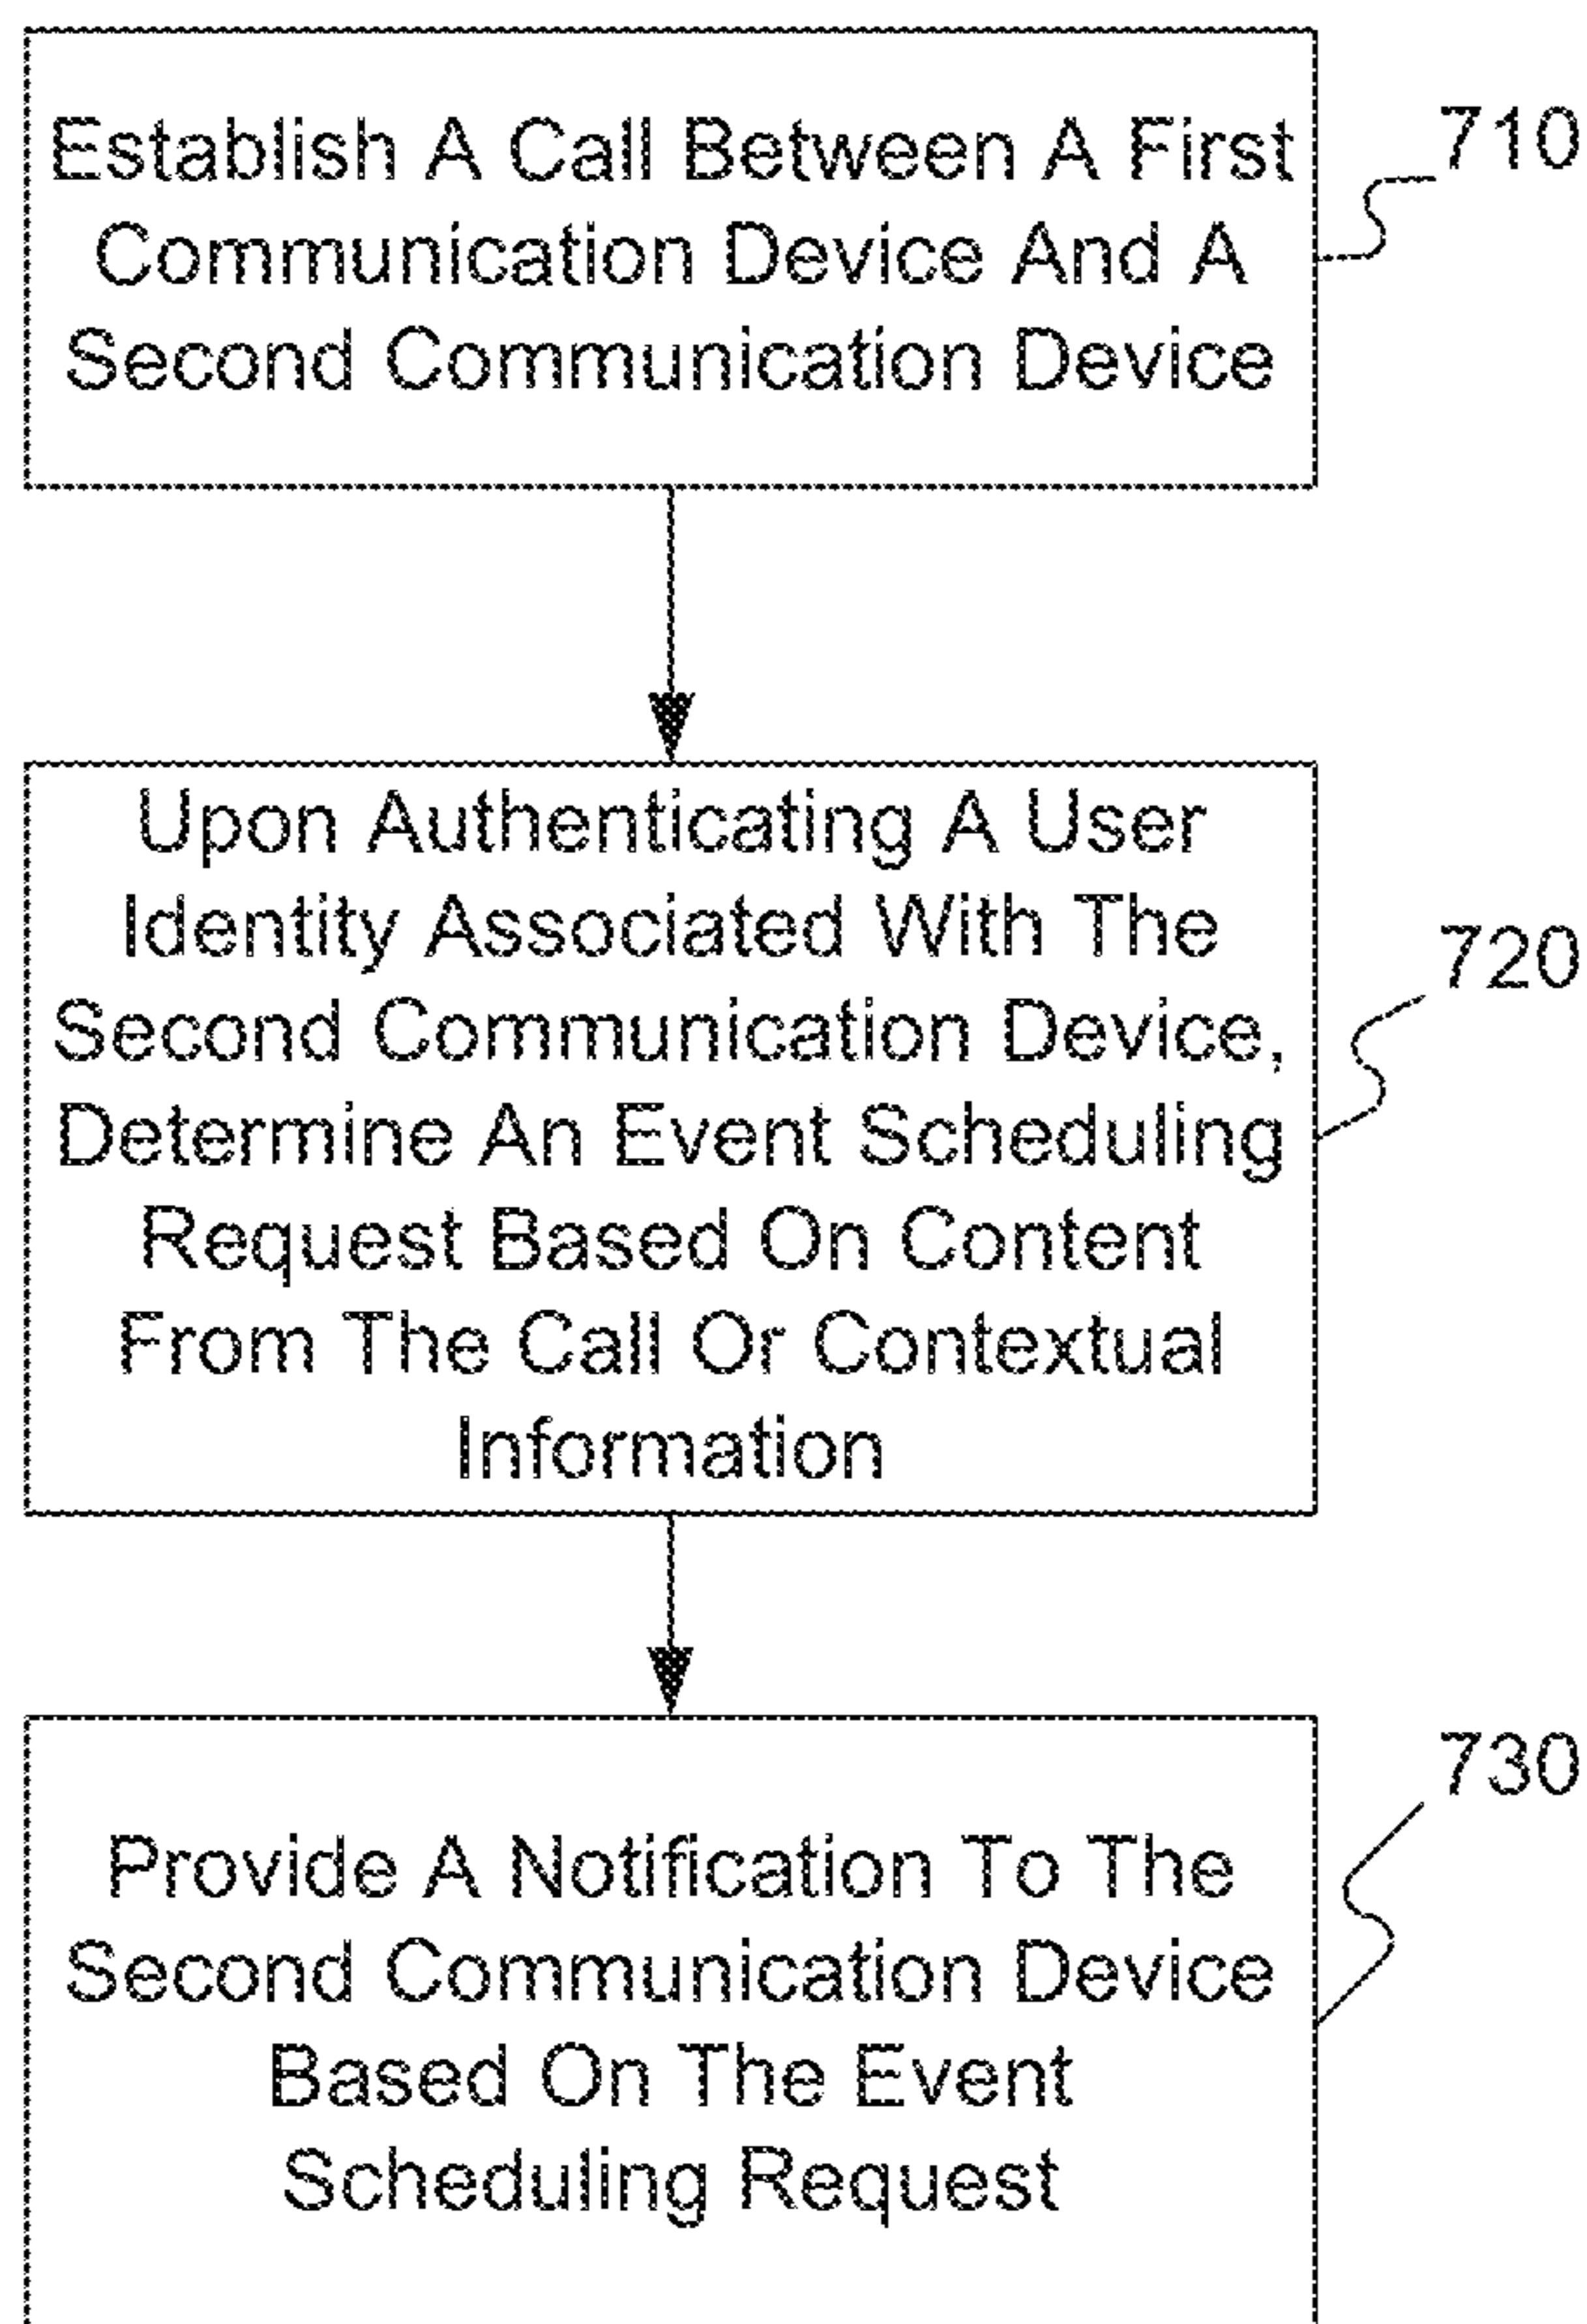 Establish A Call Between A First
Communication Device And A
Second Communication Device
710
Upon Authenticating A User
Identity Associated With The
Second Communication Device,
Determine An Event Scheduling
Request Based On Content
From The Call Or Contextual
Information
720
Provide A Notification To The
Second Communication Device
Based On The Event
Scheduling Request
730